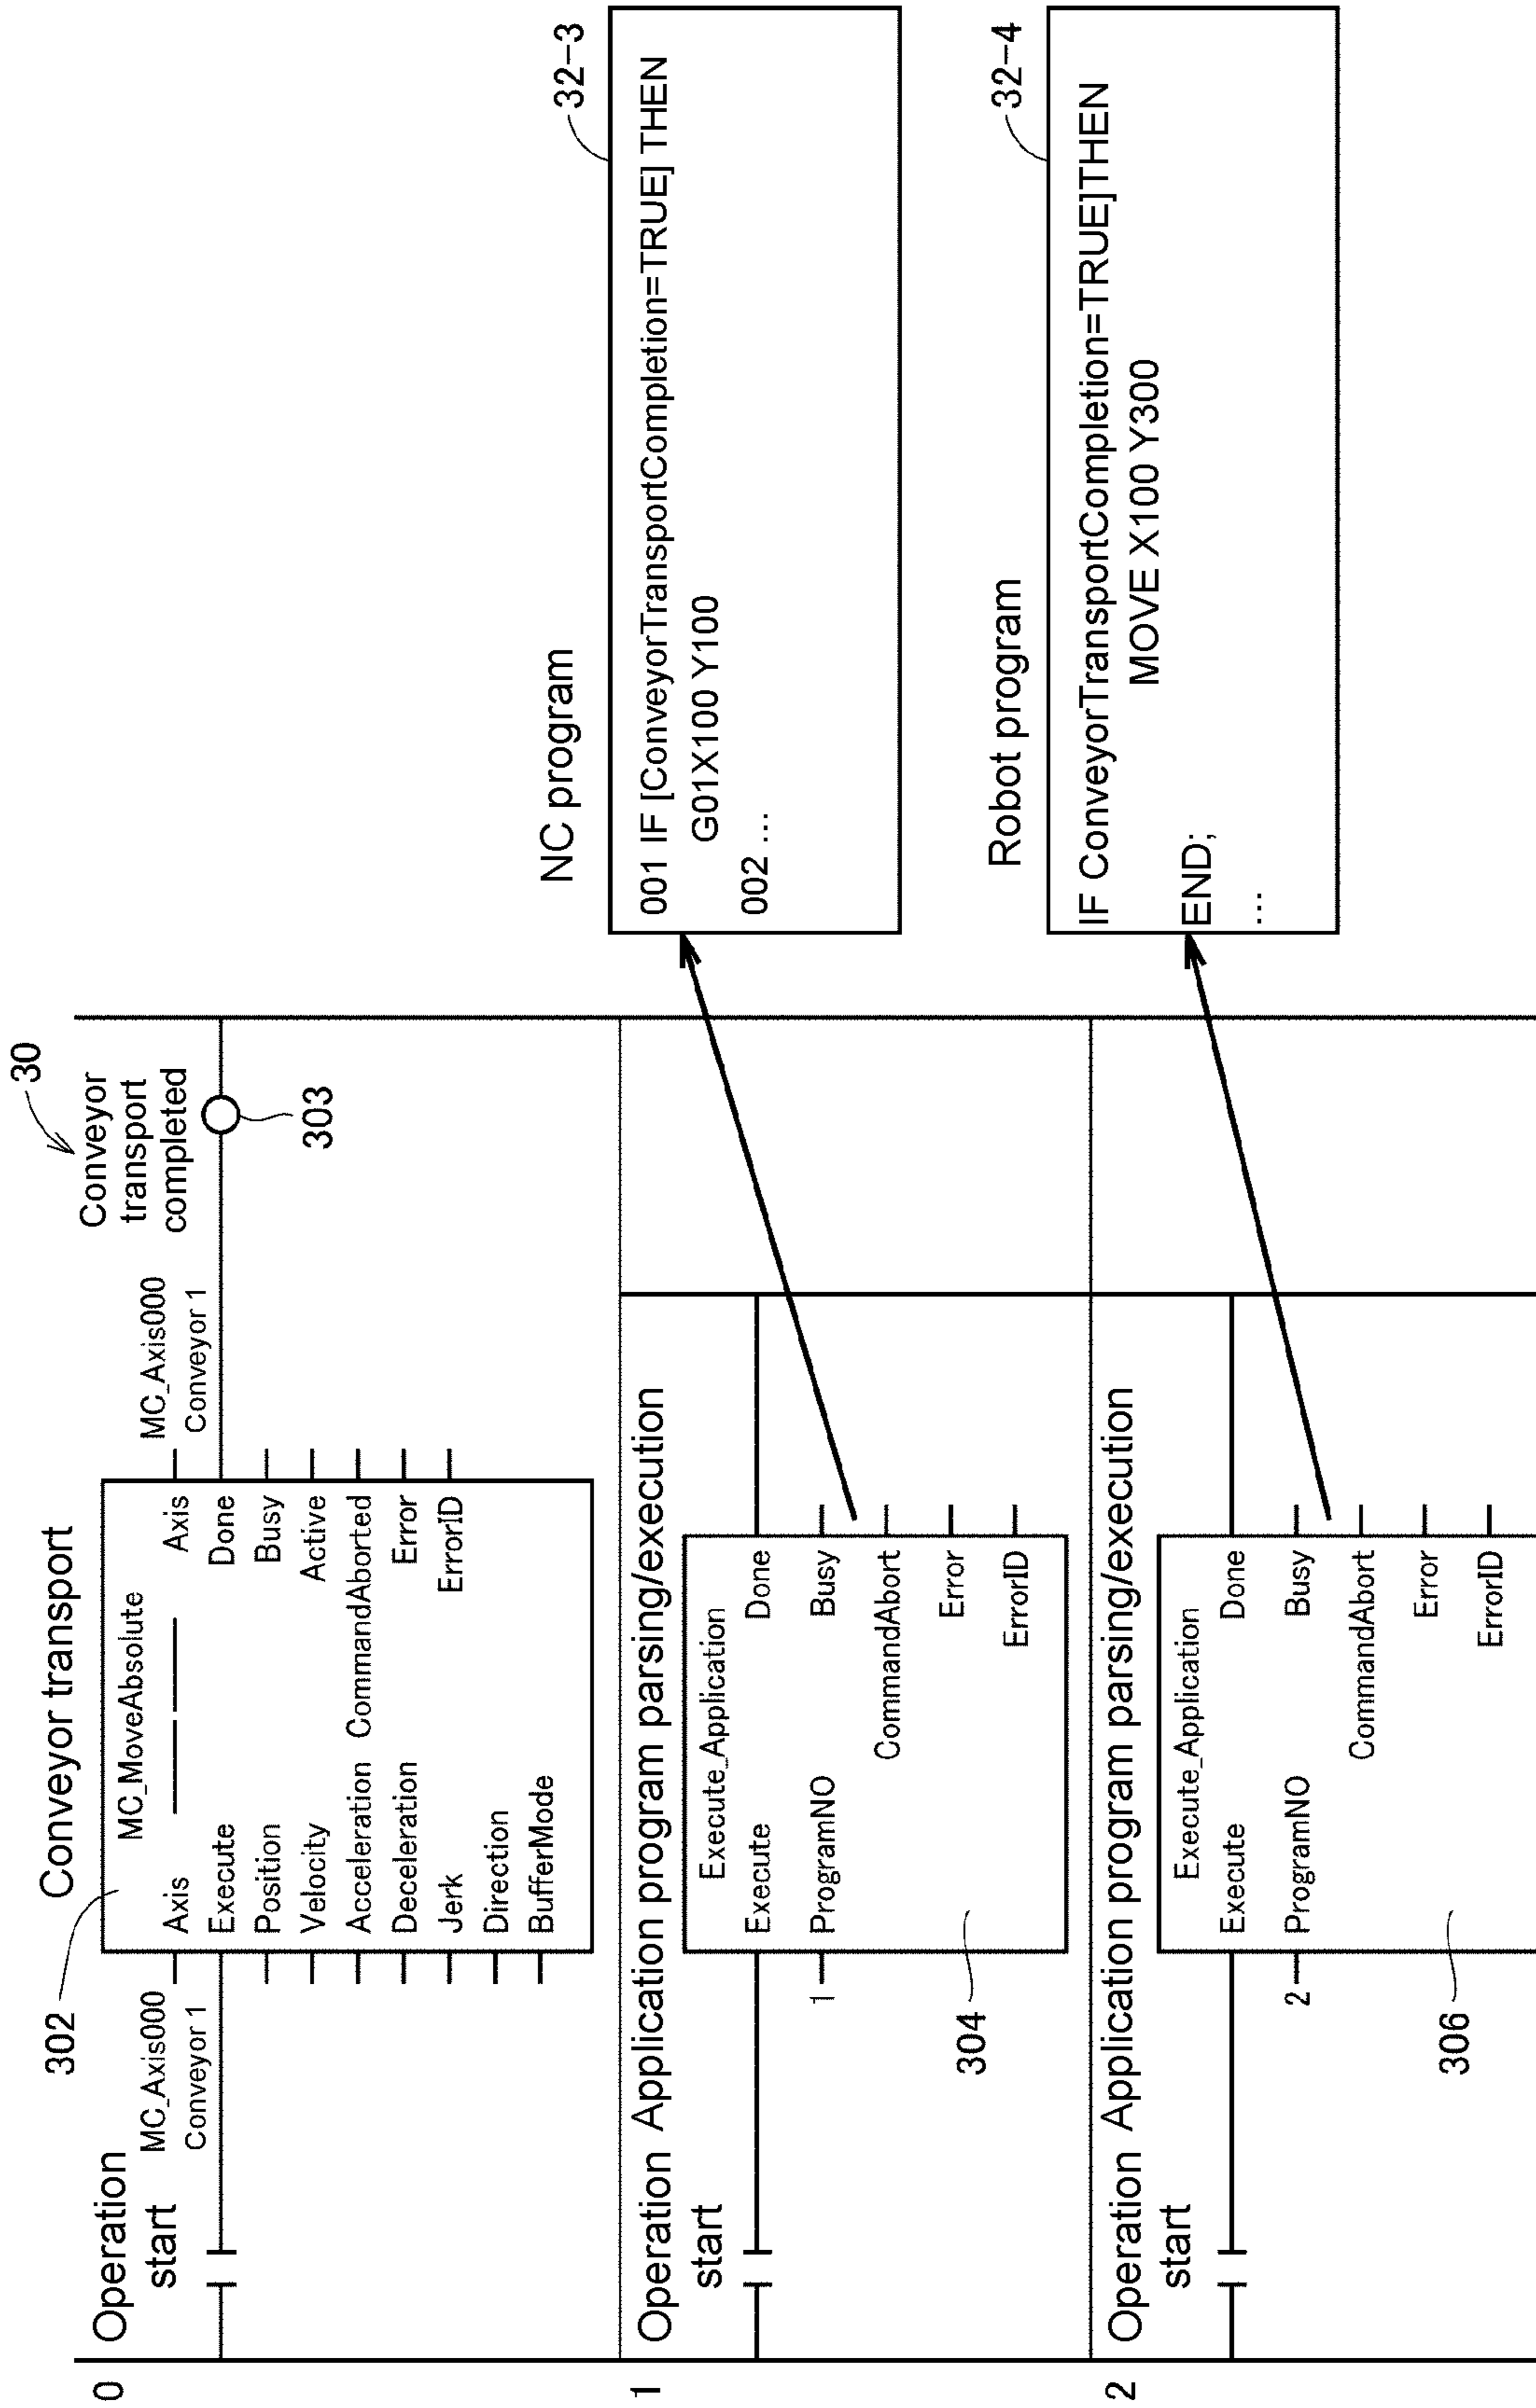 30
0
Operation
start
Conveyor transport
302
MC_Axis000
Conveyor 1
MC_MoveAbsolute
Axis
Axis
Execute
Done
Position
Busy
Velocity
Active
Acceleration
CommandAborted
Deceleration
Error
Jerk
ErrorID
Direction
BufferMode
MC_Axis000
Conveyor 1
Conveyor
transport
completed
303
1
Operation
start
Application program parsing/execution
Execute_Application
Execute
Done
1
ProgramNO
Busy
CommandAbort
Error
ErrorID
304
NC program
32-3
001 IF [ConveyorTransportCompletion=TRUE] THEN
G01X100 Y100
002 ...
2
Operation
start
Application program parsing/execution
Execute_Application
Execute
Done
2
ProgramNO
Busy
CommandAbort
Error
ErrorID
306
Robot program
32-4
IF ConveyorTransportCompletion=TRUE]THEN
MOVE X100 Y300
END;
...